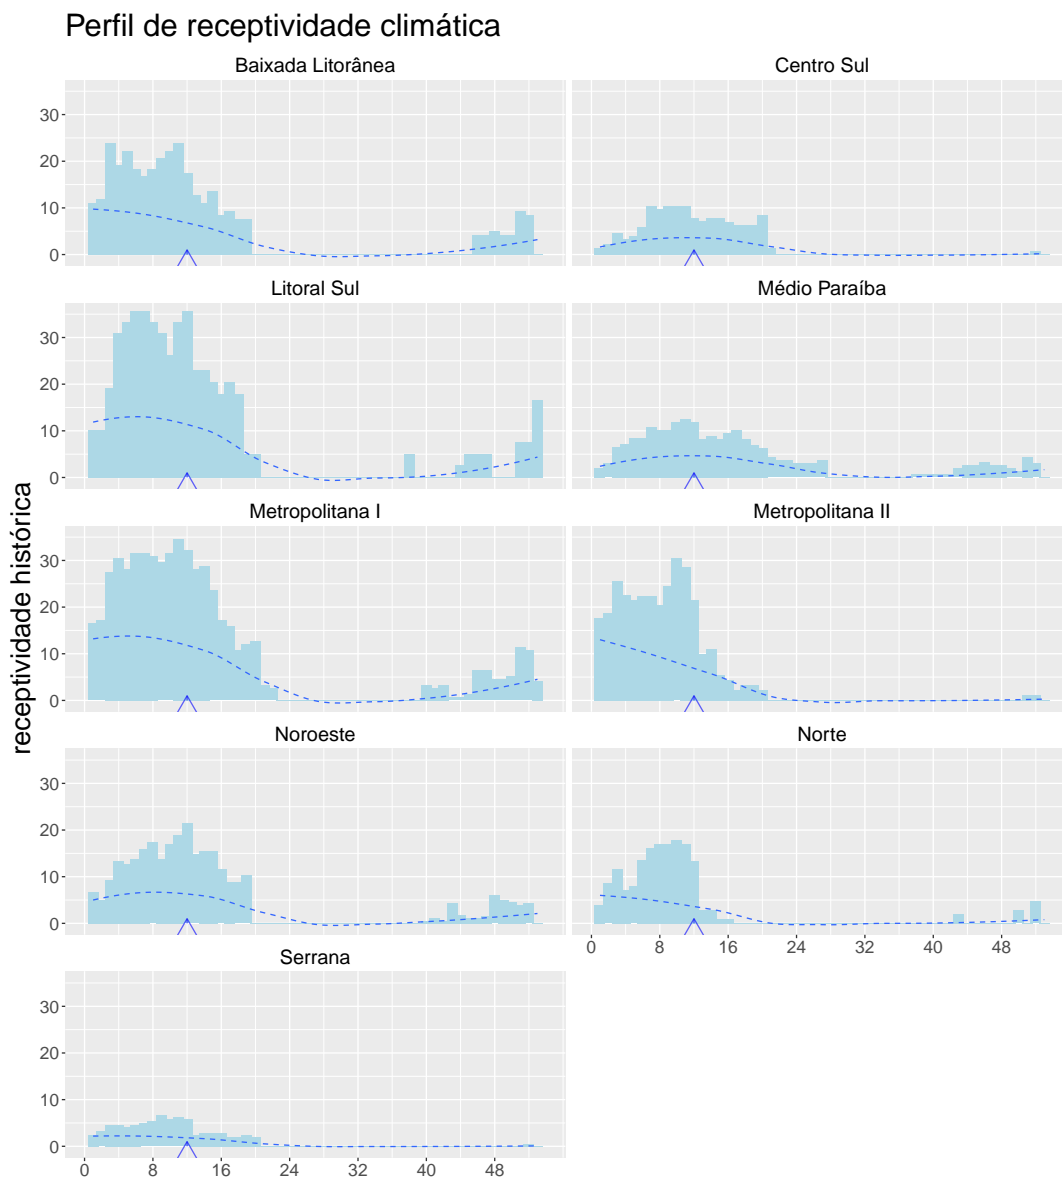 Perfil de receptividade climática
Baixada Litorânea
Centro Sul
30
20
10
0
Litoral Sul
Médio Paraíba
30
20
10
0
receptividade histórica
Metropolitana I
Metropolitana II
30
20
10
0
Noroeste
Norte
30
20
10
0
0 8 16 24 32 40 48
Serrana
30
20
10
0
0 8 16 24 32 40 48